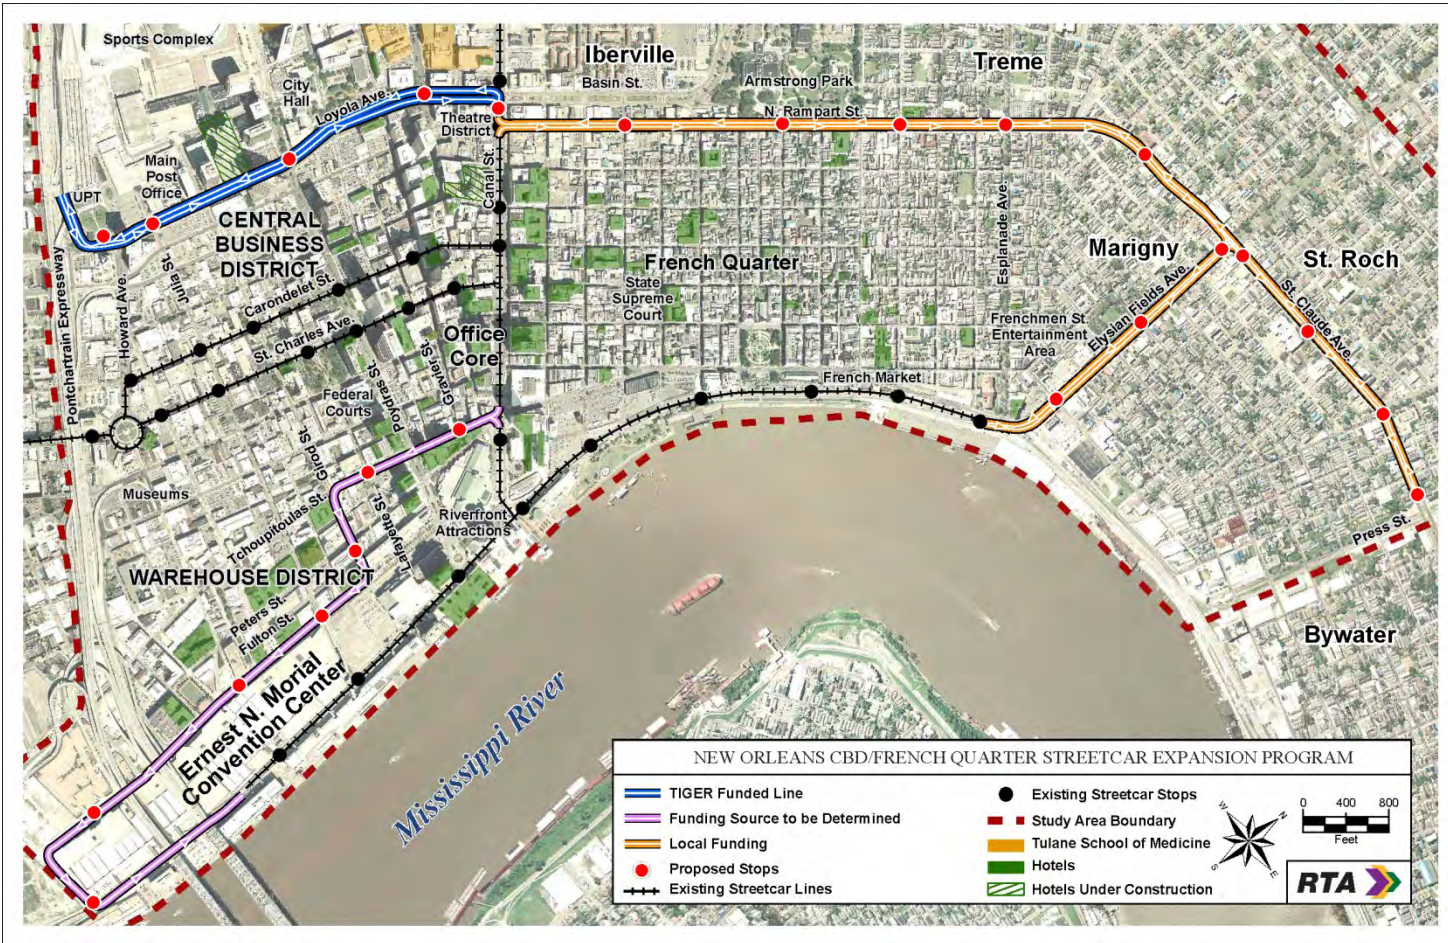 Sports Complex
Iberville
Treme
City
Hall
Basin St.
Armstrong Park
Loyola Ave.
Theatre
District
N. Rampart St.
Main
Post
Office
UPT
Canal St.
CENTRAL
BUSINESS
DISTRICT
Julia St.
Howard Ave.
Pontchartrain Expressway
Carondelet St.
St. Charles Ave.
French Quarter
State
Supreme
Court
Esplanade Ave.
Marigny
St. Roch
Elysian Fields Ave.
St. Claude Ave.
Frenchmen St.
Entertainment
Area
Office
Core
Gravier St.
Poydras St.
Federal
Courts
French Market
Girod St.
Museums
Tchoupitoulas St.
Lafayette St.
Riverfront
Attractions
Press St.
WAREHOUSE DISTRICT
Peters St.
Fulton St.
Bywater
Ernest N. Morial
Convention Center
Mississippi River
NEW ORLEANS CBD/FRENCH QUARTER STREETCAR EXPANSION PROGRAM
TIGER Funded Line
Funding Source to be Determined
Local Funding
Proposed Stops
Existing Streetcar Lines
Existing Streetcar Stops
Study Area Boundary
Tulane School of Medicine
Hotels
Hotels Under Construction
W
N
S
E
0 400 800
Feet
RTA